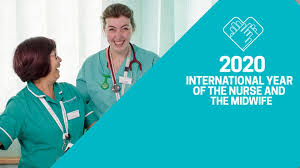 2020
INTERNATIONAL YEAR
OF THE NURSE AND
THE MIDWIFE